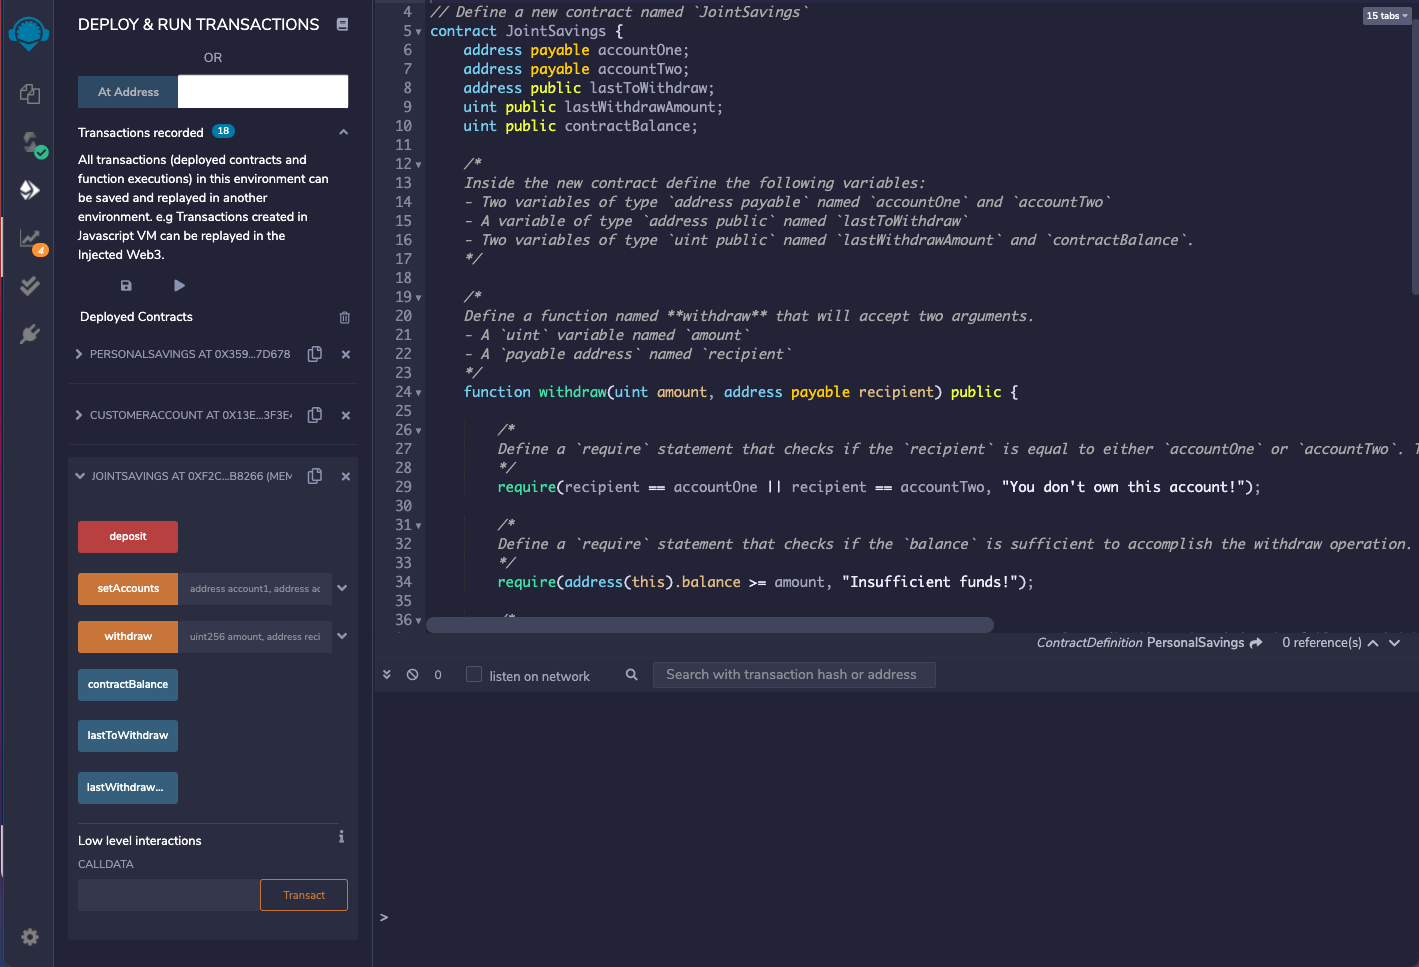 DEPLOY & RUN TRANSACTIONS
OR
At Address
Transactions recorded 18
All transactions (deployed contracts and
function executions) in this environment can
be saved and replayed in another
environment. e.g Transactions created in
Javascript VM can be replayed in the
Injected Web3.
Deployed Contracts
PERSONALSAVINGS AT 0X359...7D678
CUSTOMERACCOUNT AT 0X13E...3F3E4
JOINTSAVINGS AT 0XF2C...B8266 (MEM
deposit
setAccounts address account1, address ac
withdraw uint256 amount, address reci
contractBalance
lastToWithdraw
lastWithdraw...
Low level interactions
CALLDATA
Transact
4
15 tabs
4 // Define a new contract named `JointSavings`
5 contract JointSavings {
6 address payable accountOne;
7 address payable accountTwo;
8 address public lastToWithdraw;
9 uint public lastWithdrawAmount;
10 uint public contractBalance;
11
12 /*
13 Inside the new contract define the following variables:
14 - Two variables of type `address payable` named `accountOne` and `accountTwo`
15 - A variable of type `address public` named `lastToWithdraw`
16 - Two variables of type `uint public` named `lastWithdrawAmount` and `contractBalance`.
17 */
18
19 /*
20 Define a function named **withdraw** that will accept two arguments.
21 - A `uint` variable named `amount`
22 - A `payable address` named `recipient`
23 */
24 function withdraw(uint amount, address payable recipient) public {
25
26 /*
27 Define a `require` statement that checks if the `recipient` is equal to either `accountOne` or `accountTwo`.
28 */
29 require(recipient == accountOne || recipient == accountTwo, "You don't own this account!");
30
31 /*
32 Define a `require` statement that checks if the `balance` is sufficient to accomplish the withdraw operation.
33 */
34 require(address(this).balance >= amount, "Insufficient funds!");
35
36 /*
ContractDefinition PersonalSavings 0 reference(s)
0 listen on network Search with transaction hash or address
>